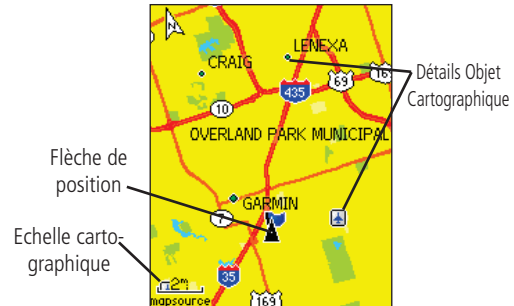 N
LENEXA
CRAIG
69
169
435
10
Détails Objet
Cartographique
OVERLAND PARK MUNICIPAL
Flèche de
position
GARMIN
7
Echelle carto-
graphique
2m
35
mapsource
169